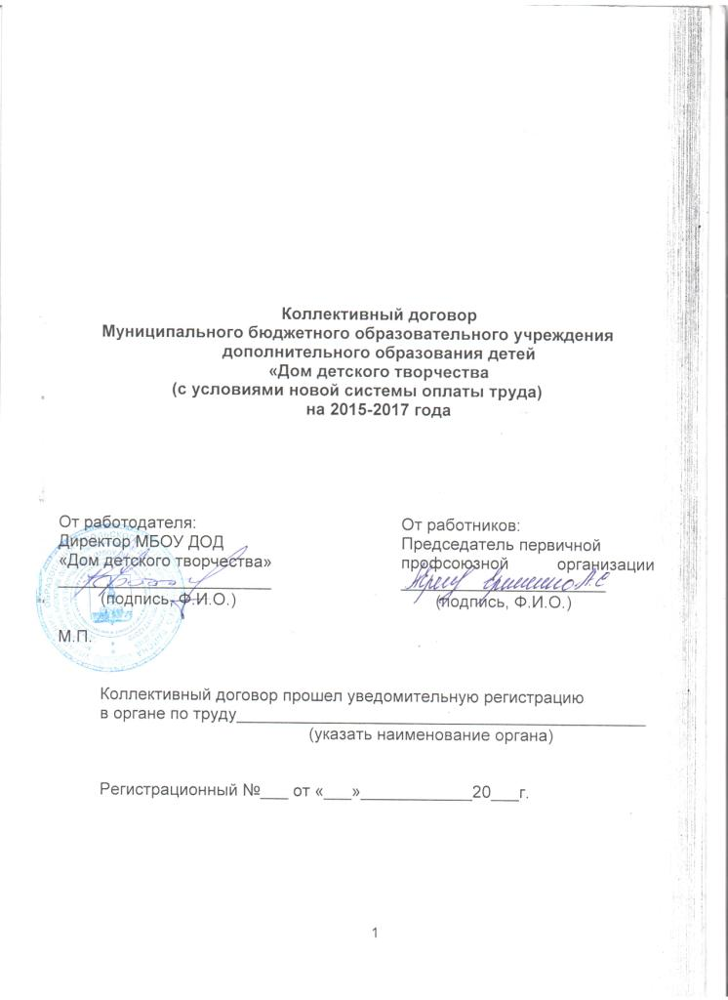 Коллективный договор
Муниципального бюджетного образовательного учреждения
дополнительного образования детей
«Дом детского творчества
(с условиями новой системы оплаты труда)
на 2015-2017 года
От работодателя:
Директор МБОУ ДОД
«Дом детского творчества»
(подпись, Ф.И.О.)
М.П.
От работников:
Председатель первичной
профсоюзной организации
(подпись, Ф.И.О.)
Коллективный договор прошел уведомительную регистрацию
в органе по труду____________________________________________
(указать наименование органа)
Регистрационный №___ от «___»____________20___г.
1